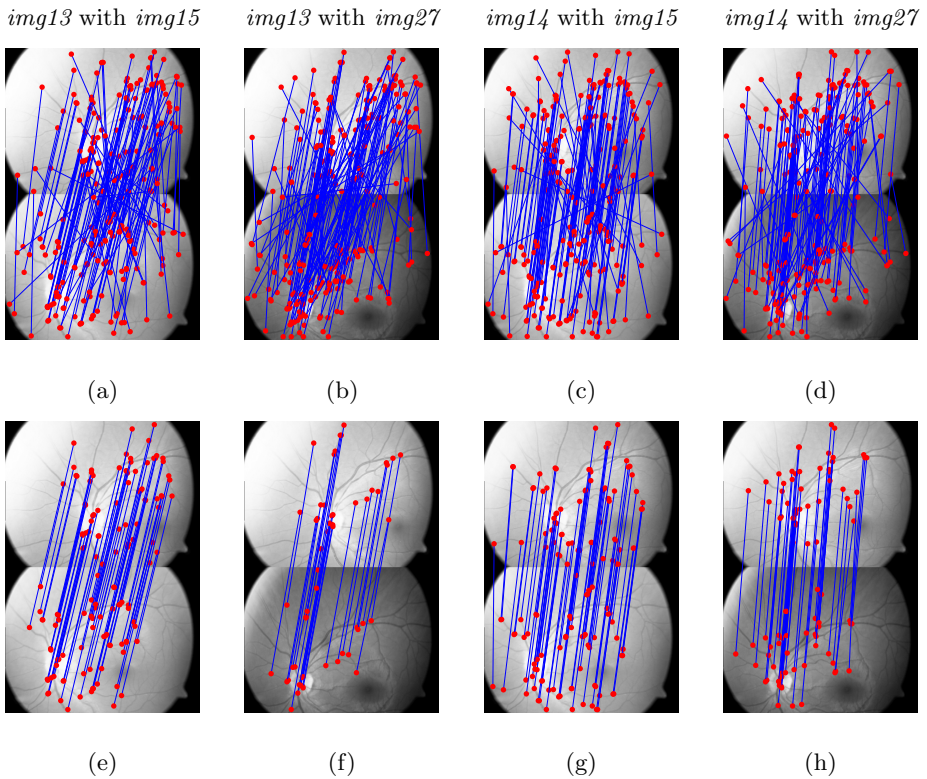 img13 with img15 img13 with img27 img14 with img15 img14 with img27
(a) (b) (c) (d)
(e) (f) (g) (h)